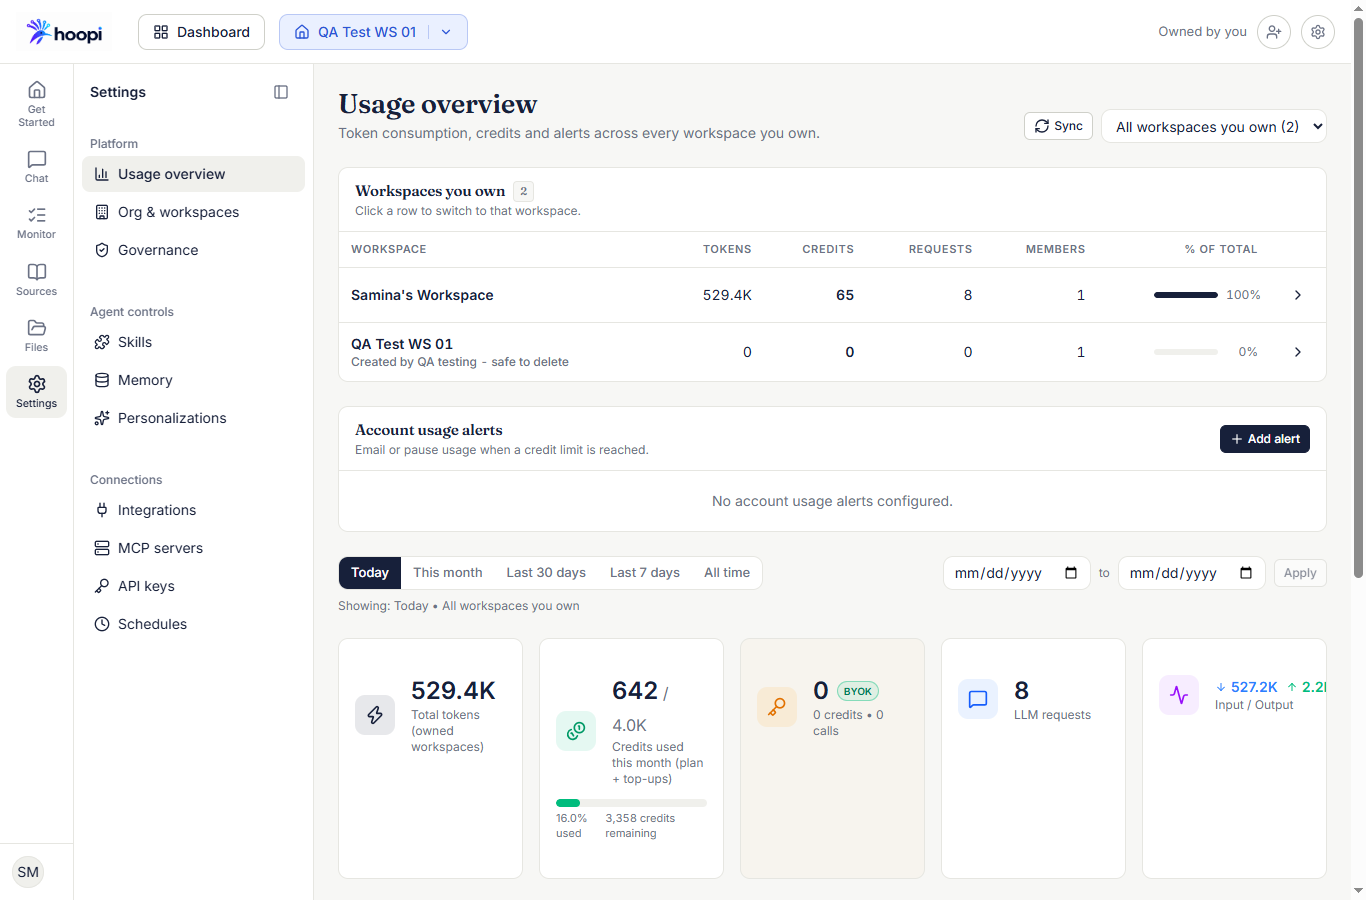 hoopi
Dashboard
QA Test WS 01
Owned by you
Get
Started
Chat
Monitor
Sources
Files
Settings
SM
Settings
Platform
Usage overview
Org & workspaces
Governance
Agent controls
Skills
Memory
Personalizations
Connections
Integrations
MCP servers
API keys
Schedules
Usage overview
Token consumption, credits and alerts across every workspace you own.
Sync
All workspaces you own (2)
Workspaces you own 2
Click a row to switch to that workspace.
WORKSPACE TOKENS CREDITS REQUESTS MEMBERS % OF TOTAL
Samina's Workspace 529.4K 65 8 1 100%
QA Test WS 01 0 0 0 1 0%
Created by QA testing - safe to delete
Account usage alerts
Email or pause usage when a credit limit is reached.
+ Add alert
No account usage alerts configured.
Today This month Last 30 days Last 7 days All time
mm/dd/yyyy to mm/dd/yyyy Apply
Showing: Today • All workspaces you own
529.4K
Total tokens
(owned
workspaces)
642 /
4.0K
Credits used
this month (plan
+ top-ups)
16.0%
used
3,358 credits
remaining
0 BYOK
0 credits • 0
calls
8
LLM requests
↓ 527.2K ↑ 2.2
Input / Output